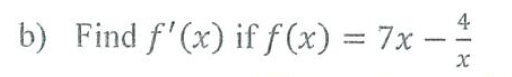 b) Find f'(x) if f(x) = 7x − 4/x